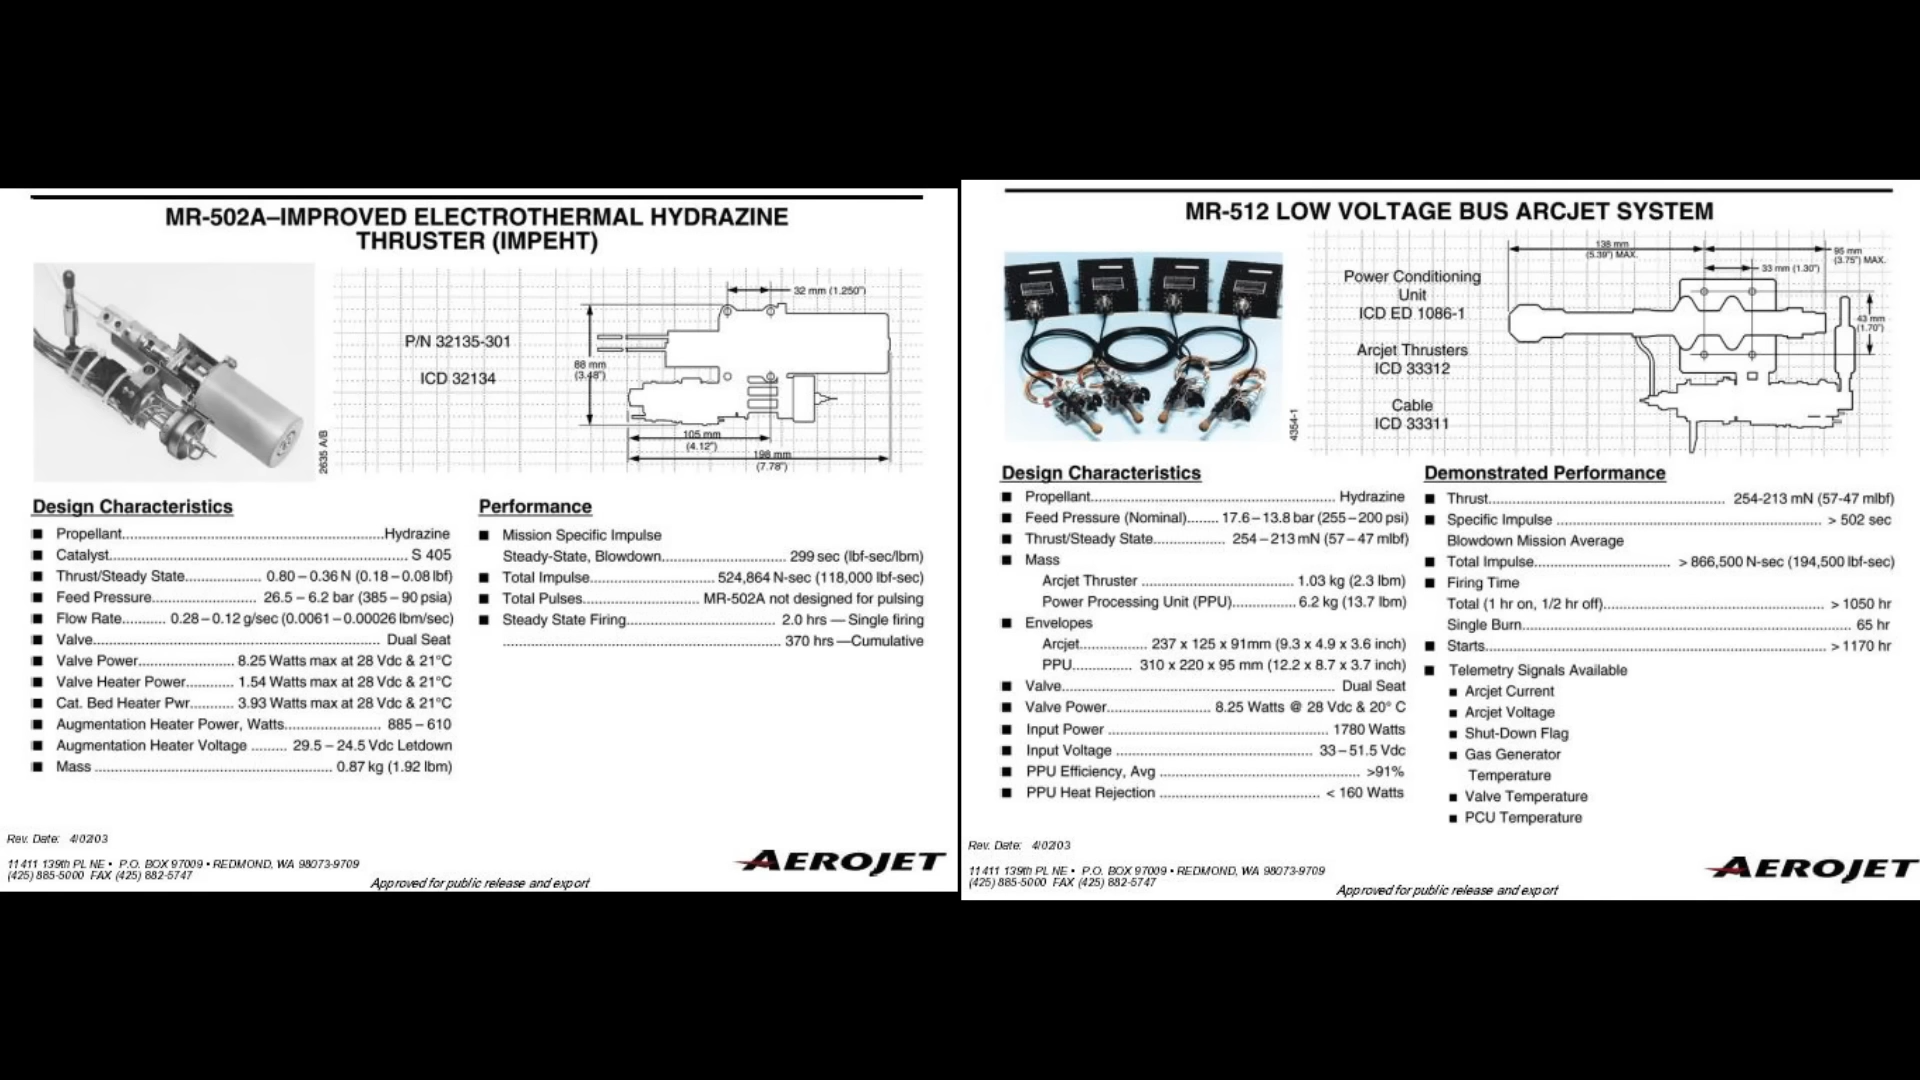 MR-502A–IMPROVED ELECTROTHERMAL HYDRAZINE
THRUSTER (IMPEHT)
32 mm (1.250")
P/N 32135-301
ICD 32134
88 mm
(3.48")
105 mm
(4.12")
198 mm
(7.78")
2635 A/B
Design Characteristics
■ Propellant....Hydrazine
■ Catalyst....S 405
■ Thrust/Steady State....0.80 – 0.36 N (0.18 – 0.08 lbf)
■ Feed Pressure....26.5 – 6.2 bar (385 – 90 psia)
■ Flow Rate....0.28 – 0.12 g/sec (0.0061 – 0.00026 lbm/sec)
■ Valve....Dual Seat
■ Valve Power....8.25 Watts max at 28 Vdc & 21°C
■ Valve Heater Power....1.54 Watts max at 28 Vdc & 21°C
■ Cat. Bed Heater Pwr....3.93 Watts max at 28 Vdc & 21°C
■ Augmentation Heater Power, Watts....885 – 610
■ Augmentation Heater Voltage ....29.5 – 24.5 Vdc Letdown
■ Mass ....0.87 kg (1.92 lbm)
Performance
■ Mission Specific Impulse
Steady-State, Blowdown....299 sec (lbf-sec/lbm)
■ Total Impulse....524,864 N-sec (118,000 lbf-sec)
■ Total Pulses....MR-502A not designed for pulsing
■ Steady State Firing....2.0 hrs — Single firing
....370 hrs —Cumulative
Rev. Date: 4/02/03
11411 139th PL NE • P.O. BOX 97009 • REDMOND, WA 98073-9709
(425) 885-5000 FAX (425) 882-5747
Approved for public release and export
AEROJET
MR-512 LOW VOLTAGE BUS ARCJET SYSTEM
138 mm
(5.39") MAX.
95 mm
(3.75") MAX.
33 mm (1.30")
43 mm
(1.70")
Power Conditioning
Unit
ICD ED 1086-1
Arcjet Thrusters
ICD 33312
Cable
ICD 33311
4354-1
Design Characteristics
■ Propellant....Hydrazine
■ Feed Pressure (Nominal)....17.6 – 13.8 bar (255 – 200 psi)
■ Thrust/Steady State....254 – 213 mN (57 – 47 mlbf)
■ Mass
Arcjet Thruster ....1.03 kg (2.3 lbm)
Power Processing Unit (PPU)....6.2 kg (13.7 lbm)
■ Envelopes
Arcjet....237 x 125 x 91mm (9.3 x 4.9 x 3.6 inch)
PPU....310 x 220 x 95 mm (12.2 x 8.7 x 3.7 inch)
■ Valve....Dual Seat
■ Valve Power....8.25 Watts @ 28 Vdc & 20° C
■ Input Power ....1780 Watts
■ Input Voltage ....33 – 51.5 Vdc
■ PPU Efficiency, Avg ....>91%
■ PPU Heat Rejection ....< 160 Watts
Demonstrated Performance
■ Thrust....254-213 mN (57-47 mlbf)
■ Specific Impulse ....> 502 sec
Blowdown Mission Average
■ Total Impulse....> 866,500 N-sec (194,500 lbf-sec)
■ Firing Time
Total (1 hr on, 1/2 hr off)....> 1050 hr
Single Burn....65 hr
■ Starts....> 1170 hr
■ Telemetry Signals Available
■ Arcjet Current
■ Arcjet Voltage
■ Shut-Down Flag
■ Gas Generator
Temperature
■ Valve Temperature
■ PCU Temperature
Rev. Date: 4/02/03
11411 139th PL NE • P.O. BOX 97009 • REDMOND, WA 98073-9709
(425) 885-5000 FAX (425) 882-5747
Approved for public release and export
AEROJET